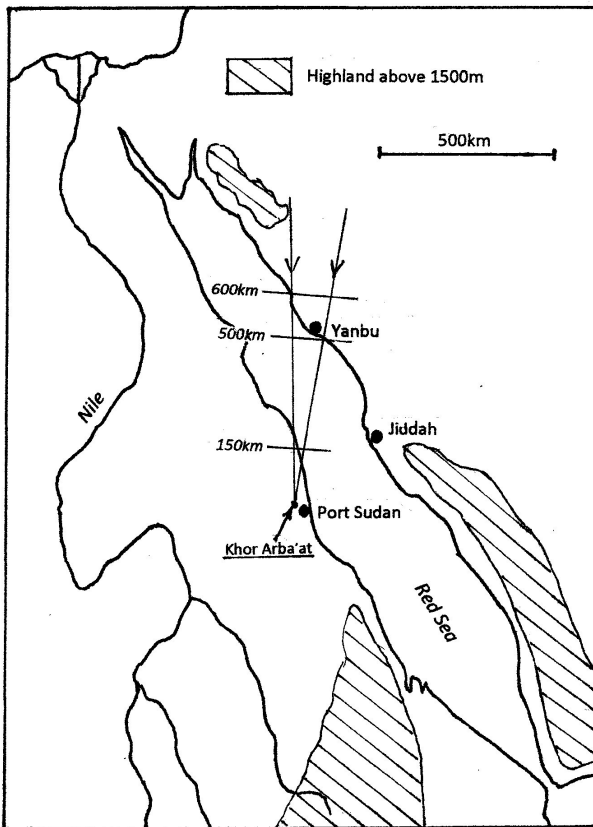 Highland above 1500m
500km
600km
Yanbu
500km
Nile
Jiddah
150km
Port Sudan
Khor Arba'at
Red Sea